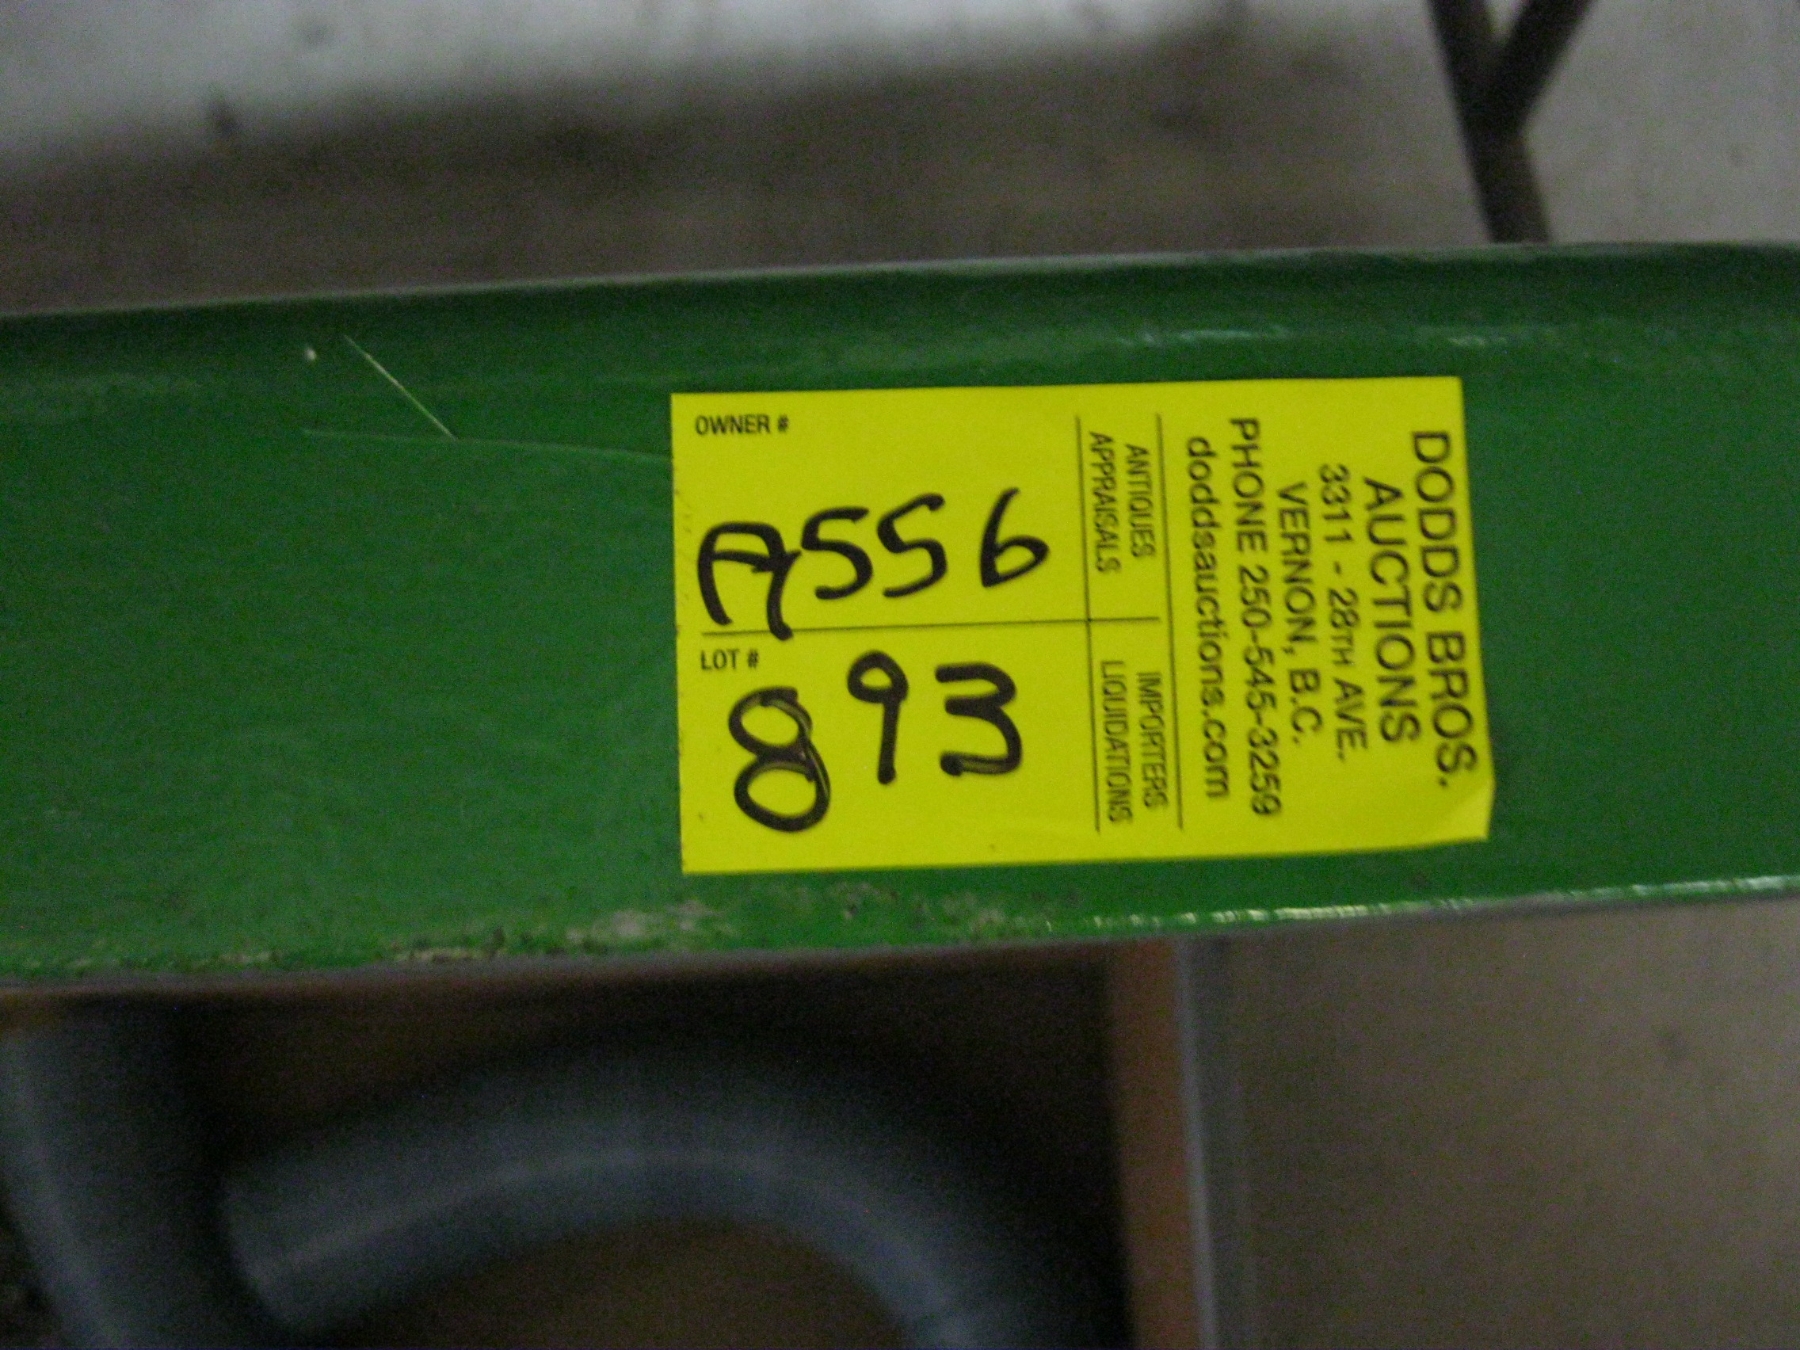 DODDS BROS.
AUCTIONS
3311 - 28TH AVE.
VERNON, B.C.
PHONE 250-545-3259
doddsauctions.com
ANTIQUES
APPRAISALS
IMPORTERS
LIQUIDATIONS
OWNER #
A556
LOT #
893